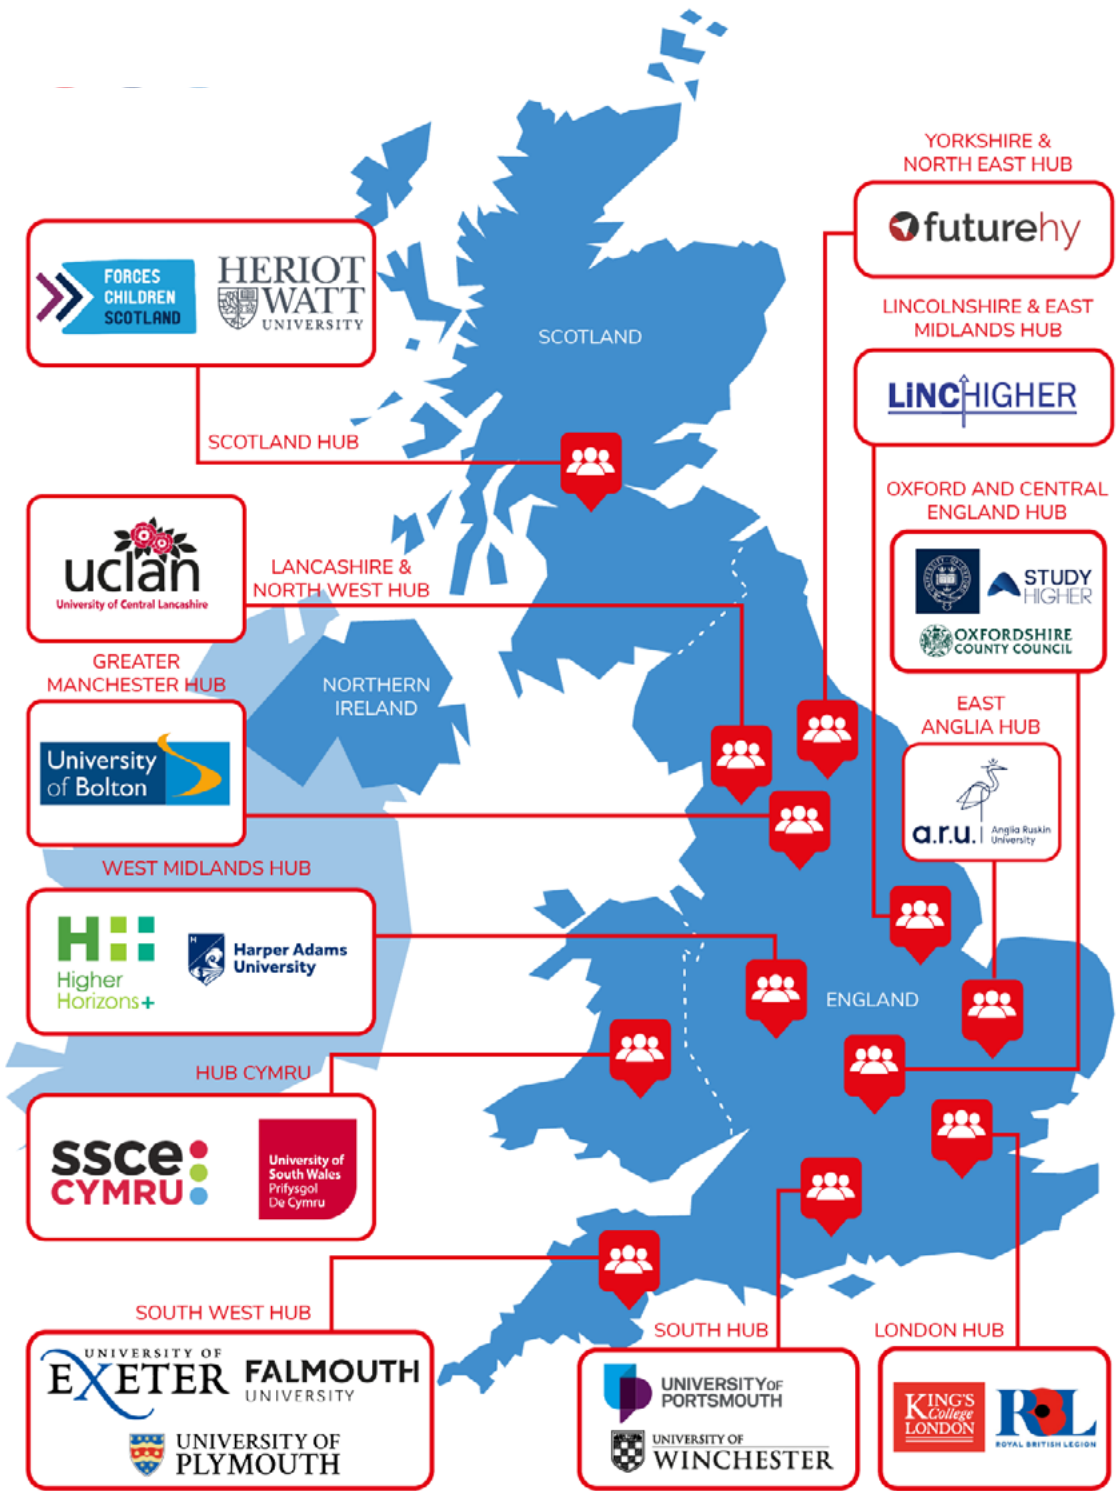 YORKSHIRE &
NORTH EAST HUB
futurehy
FORCES
CHILDREN
SCOTLAND
HERIOT
WATT
UNIVERSITY
LINCOLNSHIRE & EAST
MIDLANDS HUB
LiNCHIGHER
SCOTLAND
SCOTLAND HUB
OXFORD AND CENTRAL
ENGLAND HUB
STUDY
HIGHER
OXFORDSHIRE
COUNTY COUNCIL
uclan
University of Central Lancashire
LANCASHIRE &
NORTH WEST HUB
GREATER
MANCHESTER HUB
University
of Bolton
NORTHERN
IRELAND
EAST
ANGLIA HUB
a.r.u.
Anglia Ruskin
University
WEST MIDLANDS HUB
H
Higher
Horizons+
H
Harper Adams
University
ENGLAND
HUB CYMRU
ssce
CYMRU
University of
South Wales
Prifysgol
De Cymru
SOUTH WEST HUB
UNIVERSITY OF
EXETER
FALMOUTH
UNIVERSITY
UNIVERSITY OF
PLYMOUTH
SOUTH HUB
UNIVERSITY OF
PORTSMOUTH
UNIVERSITY OF
WINCHESTER
LONDON HUB
KING'S
College
LONDON
RBL
ROYAL BRITISH LEGION